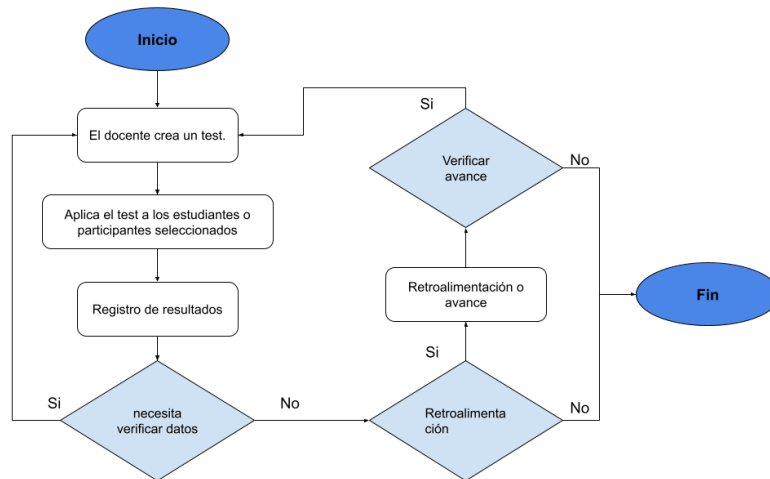 Inicio
El docente crea un test.
Aplica el test a los estudiantes o
participantes seleccionados
Registro de resultados
necesita
verificar datos
Si
No
Retroalimenta
ción
Si
No
Retroalimentación o
avance
Verificar
avance
Si
No
Fin